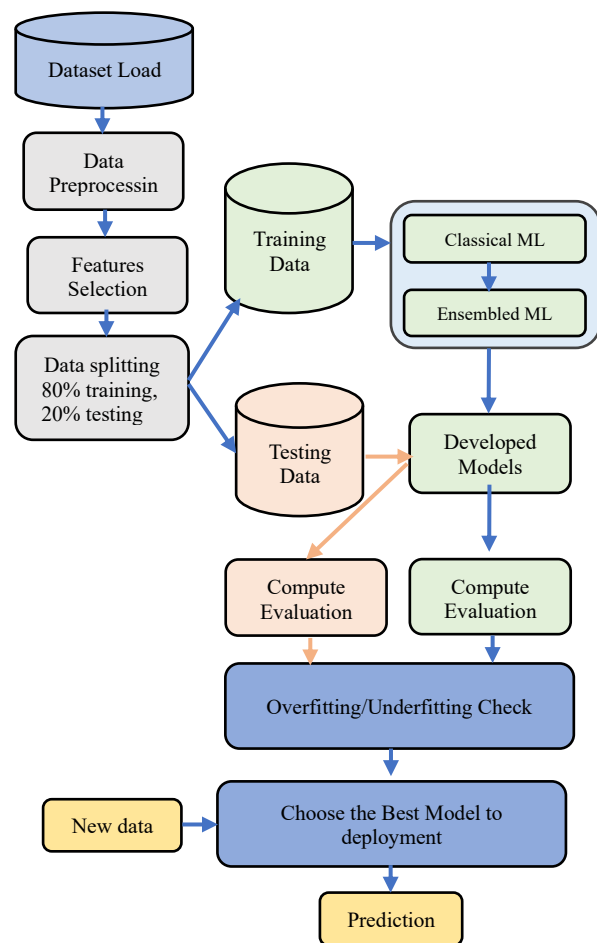 Dataset Load
Data
Preprocessin
Features
Selection
Data splitting
80% training,
20% testing
Training
Data
Classical ML
Ensembled ML
Testing
Data
Developed
Models
Compute
Evaluation
Compute
Evaluation
Overfitting/Underfitting Check
New data
Choose the Best Model to
deployment
Prediction